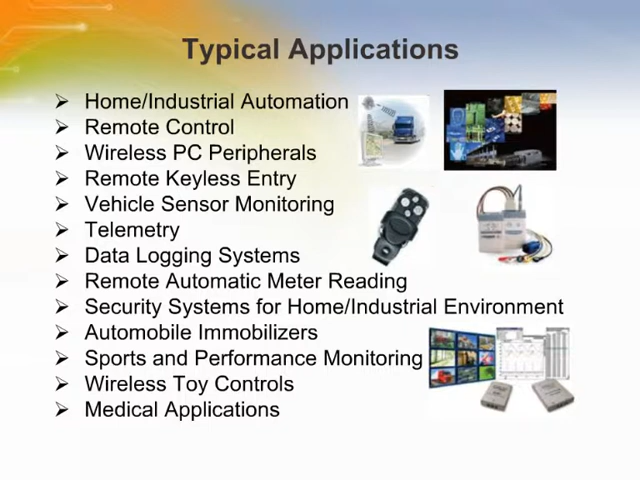 Typical Applications
Home/Industrial Automation
Remote Control
Wireless PC Peripherals
Remote Keyless Entry
Vehicle Sensor Monitoring
Telemetry
Data Logging Systems
Remote Automatic Meter Reading
Security Systems for Home/Industrial Environment
Automobile Immobilizers
Sports and Performance Monitoring
Wireless Toy Controls
Medical Applications